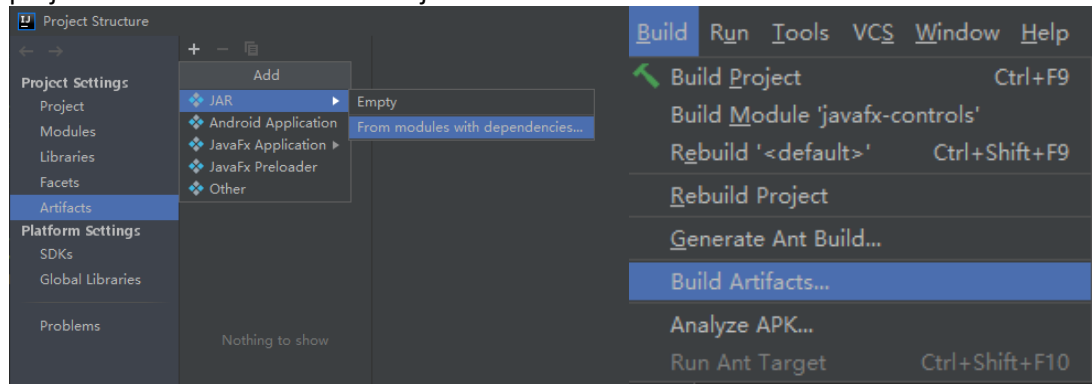 Project Structure
Add
Project Settings
Project
Modules
Libraries
Facets
Artifacts
Platform Settings
SDKs
Global Libraries
Problems
JAR
Android Application
JavaFx Application
JavaFx Preloader
Other
Empty
From modules with dependencies...
Nothing to show
Build Run Tools VCS Window Help
Build Project Ctrl+F9
Build Module 'javafx-controls'
Rebuild '<default>' Ctrl+Shift+F9
Rebuild Project
Generate Ant Build...
Build Artifacts...
Analyze APK...
Run Ant Target Ctrl+Shift+F10